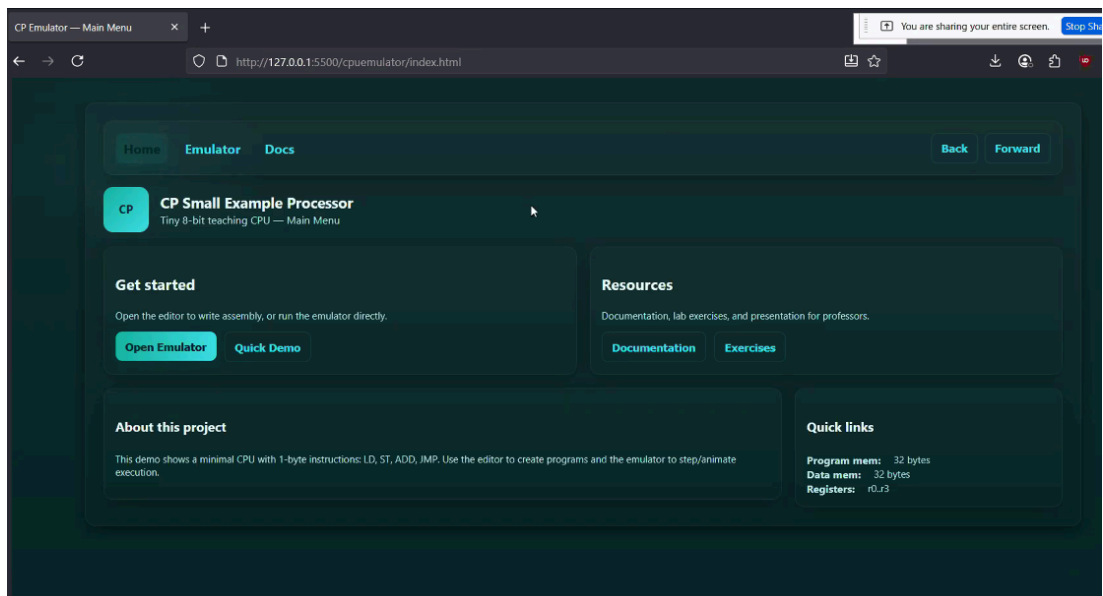 CP Emulator — Main Menu
You are sharing your entire screen.
Stop Sha
http://127.0.0.1:5500/cpuemulator/index.html
Home Emulator Docs Back Forward
CP
CP Small Example Processor
Tiny 8-bit teaching CPU — Main Menu
Get started
Open the editor to write assembly, or run the emulator directly.
Open Emulator Quick Demo
Resources
Documentation, lab exercises, and presentation for professors.
Documentation Exercises
About this project
This demo shows a minimal CPU with 1-byte instructions: LD, ST, ADD, JMP. Use the editor to create programs and the emulator to step/animate
execution.
Quick links
Program mem: 32 bytes
Data mem: 32 bytes
Registers: r0..r3